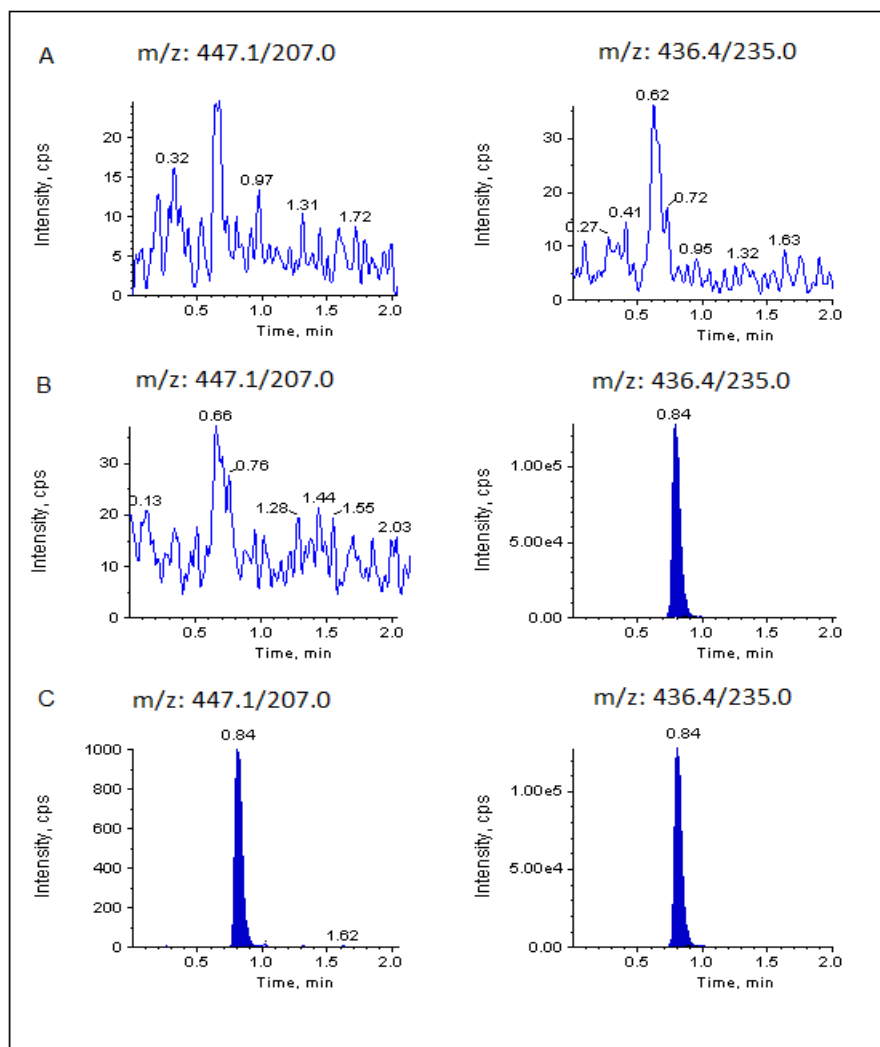 A
m/z: 447.1/207.0
m/z: 436.4/235.0
Intensity, cps
20
15
10
5
0
0.32
0.97
1.31
1.72
0.5
1.0
1.5
2.0
Time, min
Intensity, cps
30
20
10
0
0.62
0.72
0.27
0.41
0.95
1.32
1.63
0.5
1.0
1.5
2.0
Time, min
B
m/z: 447.1/207.0
m/z: 436.4/235.0
Intensity, cps
30
20
10
0
0.13
0.66
0.76
1.28
1.44
1.55
2.03
0.5
1.0
1.5
2.0
Time, min
Intensity, cps
1.00e5
5.00e4
0.00
0.84
0.5
1.0
1.5
2.0
Time, min
C
m/z: 447.1/207.0
m/z: 436.4/235.0
Intensity, cps
1000
800
600
400
200
0
0.84
1.62
0.5
1.0
1.5
2.0
Time, min
Intensity, cps
1.00e5
5.00e4
0.00
0.84
0.5
1.0
1.5
2.0
Time, min